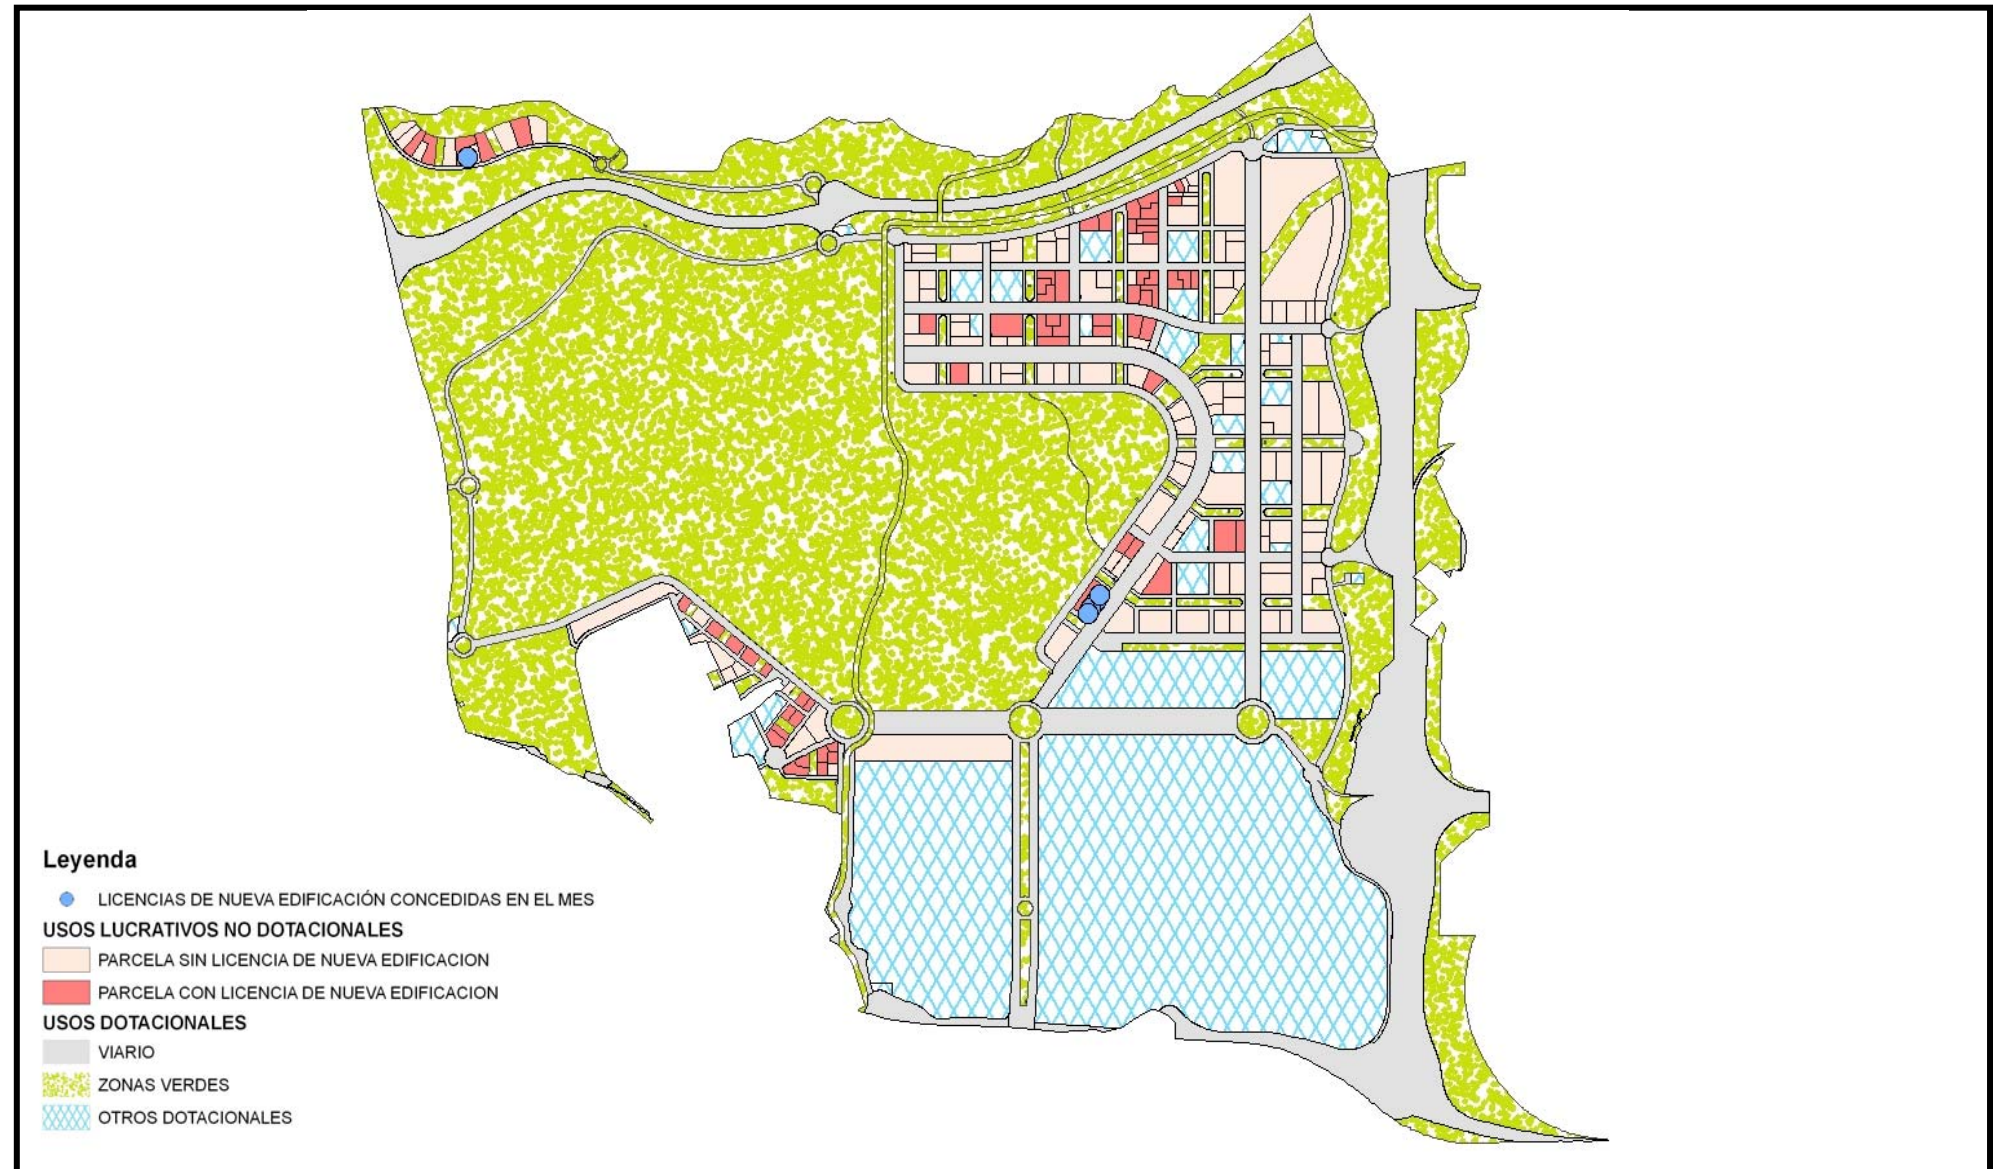 Leyenda
LICENCIAS DE NUEVA EDIFICACIÓN CONCEDIDAS EN EL MES
USOS LUCRATIVOS NO DOTACIONALES
PARCELA SIN LICENCIA DE NUEVA EDIFICACION
PARCELA CON LICENCIA DE NUEVA EDIFICACION
USOS DOTACIONALES
VIARIO
ZONAS VERDES
OTROS DOTACIONALES